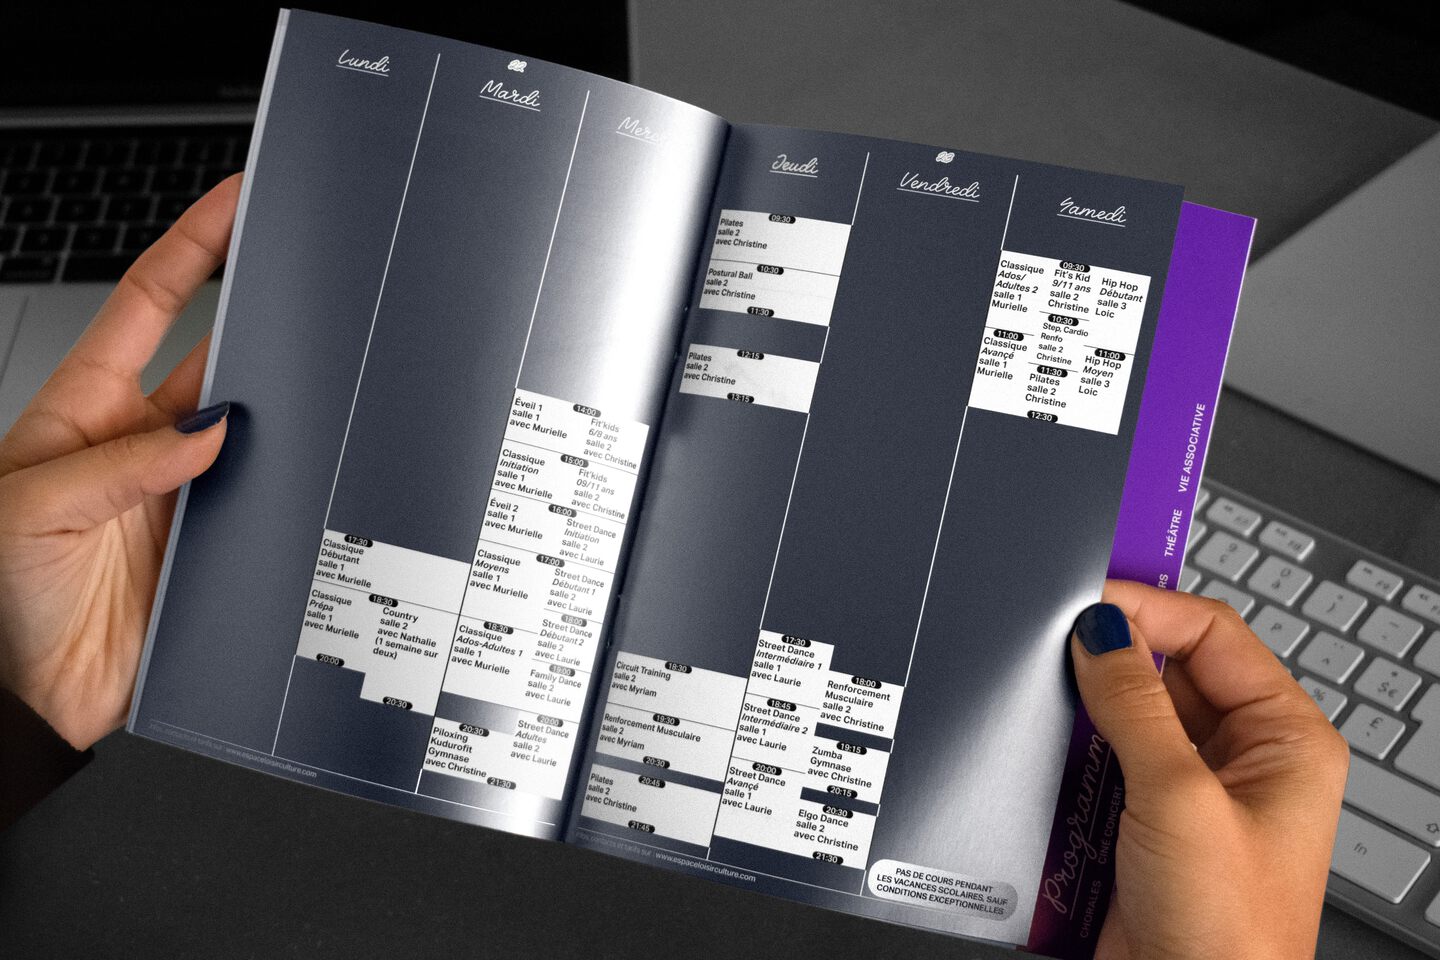 Lundi
Mardi
Jeudi
Vendredi
Samedi
17:30
Classique
Débutant
salle 1
avec Murielle
18:30
Classique
Prépa
salle 1
avec Murielle
20:00
Country
salle 2
avec Nathalie
(1 semaine sur
deux)
20:30
14:00
Éveil 1
salle 1
avec Murielle
Fit'kids
6/8 ans
salle 2
avec Christine
15:00
Classique
Initiation
salle 1
avec Murielle
Fit'kids
09/11 ans
salle 2
avec Christine
16:00
Éveil 2
salle 1
avec Murielle
Street Dance
Initiation
salle 2
avec Laurie
17:00
Classique
Moyens
salle 1
avec Murielle
Street Dance
Débutant 1
salle 2
avec Laurie
18:00
Street Dance
Débutant 2
salle 2
avec Laurie
18:30
Classique
Ados-Adultes 1
salle 1
avec Murielle
19:00
Family Dance
salle 2
avec Laurie
20:00
Street Dance
Adultes
salle 2
avec Laurie
20:30
Piloxing
Kudurofit
Gymnase
avec Christine
21:30
09:30
Pilates
salle 2
avec Christine
10:30
Postural Ball
salle 2
avec Christine
11:30
12:15
Pilates
salle 2
avec Christine
13:15
18:30
Circuit Training
salle 2
avec Myriam
19:30
Renforcement Musculaire
salle 2
avec Myriam
20:30
20:45
Pilates
salle 2
avec Christine
21:45
17:30
Street Dance
Intermédiaire 1
salle 1
avec Laurie
18:45
Street Dance
Intermédiaire 2
salle 1
avec Laurie
20:00
Street Dance
Avançé
salle 1
avec Laurie
18:00
Renforcement
Musculaire
salle 2
avec Christine
19:15
Zumba
Gymnase
avec Christine
20:15
20:30
Elgo Dance
salle 2
avec Christine
21:30
09:30
Classique
Ados/
Adultes 2
salle 1
Murielle
Fit's Kid
9/11 ans
salle 2
Christine
Hip Hop
Débutant
salle 3
Loic
10:30
Step, Cardio
Renfo
salle 2
Christine
11:00
Classique
Avançé
salle 1
Murielle
11:00
Hip Hop
Moyen
salle 3
Loic
11:30
Pilates
salle 2
Christine
12:30
tarifs sur : www.espaceloisirculture.com
Infos, contacts et tarifs sur : www.espaceloisirculture.com
PAS DE COURS PENDANT
LES VACANCES SCOLAIRES, SAUF
CONDITIONS EXCEPTIONNELLES
THÉÂTRE VIE ASSOCIATIVE
CHORALES CINÉ CONCERT
fn